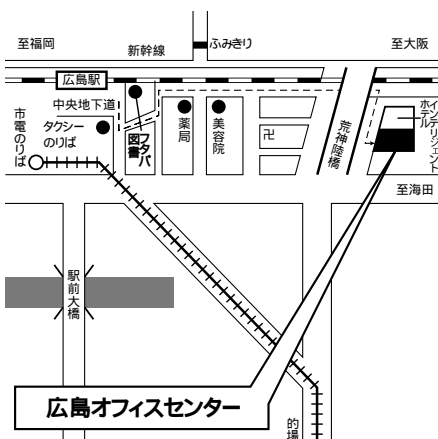 至福岡
新幹線
ふみきり
至大阪
広島駅
中央地下道
市電のりば
タクシー
のりば
フタバ
図書
薬局
美容院
卍
荒神陸橋
ホテル
インテリジェント
至海田
駅前大橋
広島オフィスセンター
的場